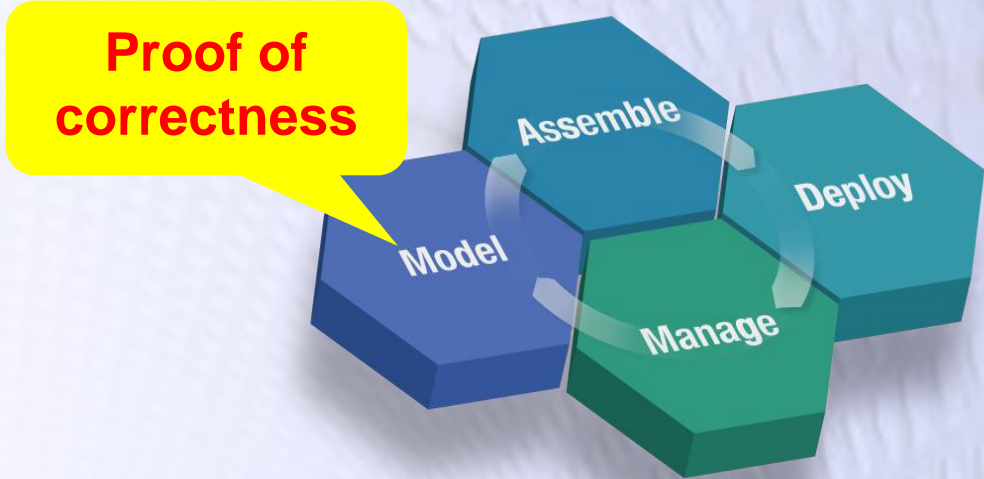 Proof of
correctness
Assemble
Deploy
Model
Manage